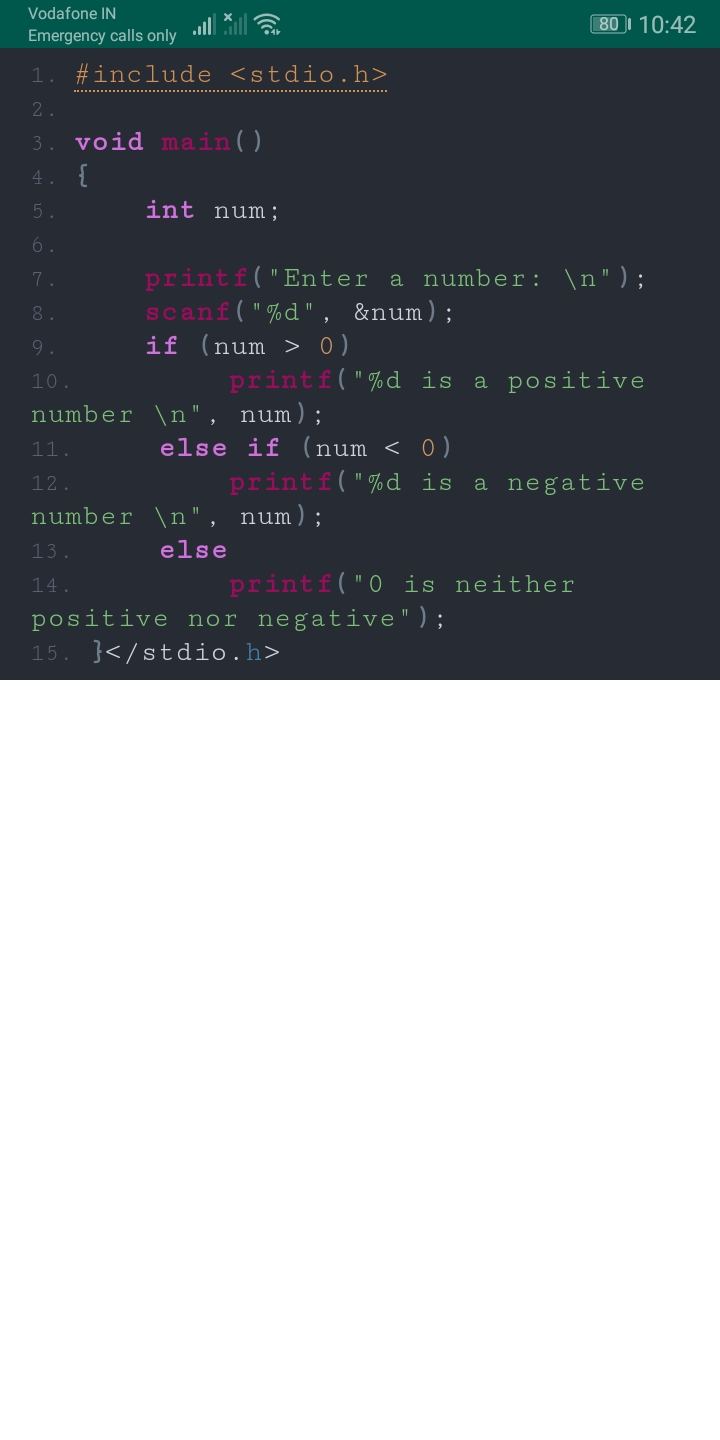 Vodafone IN
Emergency calls only
80 10:42
1. #include <stdio.h>
2.
3. void main()
4. {
5. int num;
6.
7. printf("Enter a number: \n");
8. scanf("%d", &num);
9. if (num > 0)
10. printf("%d is a positive
number \n", num);
11. else if (num < 0)
12. printf("%d is a negative
number \n", num);
13. else
14. printf("0 is neither
positive nor negative");
15. }</stdio.h>